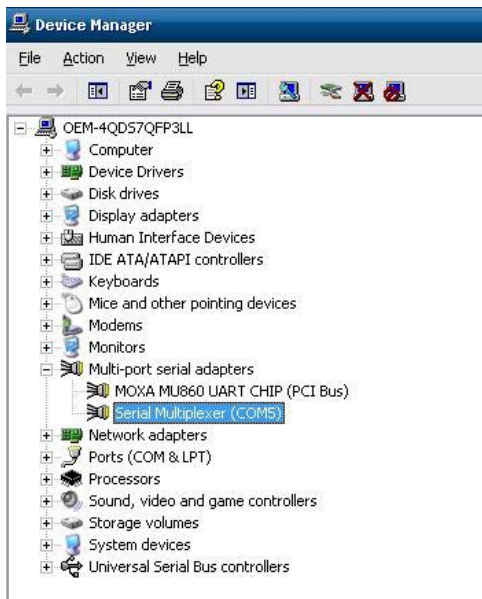 Device Manager
File Action View Help
OEM-4QDS7QFP3LL
Computer
Device Drivers
Disk drives
Display adapters
Human Interface Devices
IDE ATA/ATAPI controllers
Keyboards
Mice and other pointing devices
Modems
Monitors
Multi-port serial adapters
MOXA MU860 UART CHIP (PCI Bus)
Serial Multiplexer (COM5)
Network adapters
Ports (COM & LPT)
Processors
Sound, video and game controllers
Storage volumes
System devices
Universal Serial Bus controllers